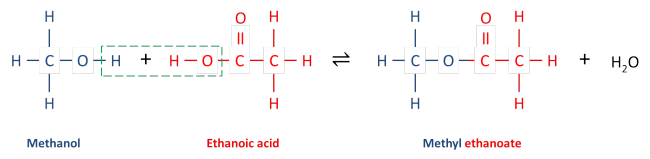 H O H H O
H C O H + H O C C H ⇌ H C O C C H + H₂O
H H H H
Methanol Ethanoic acid Methyl ethanoate